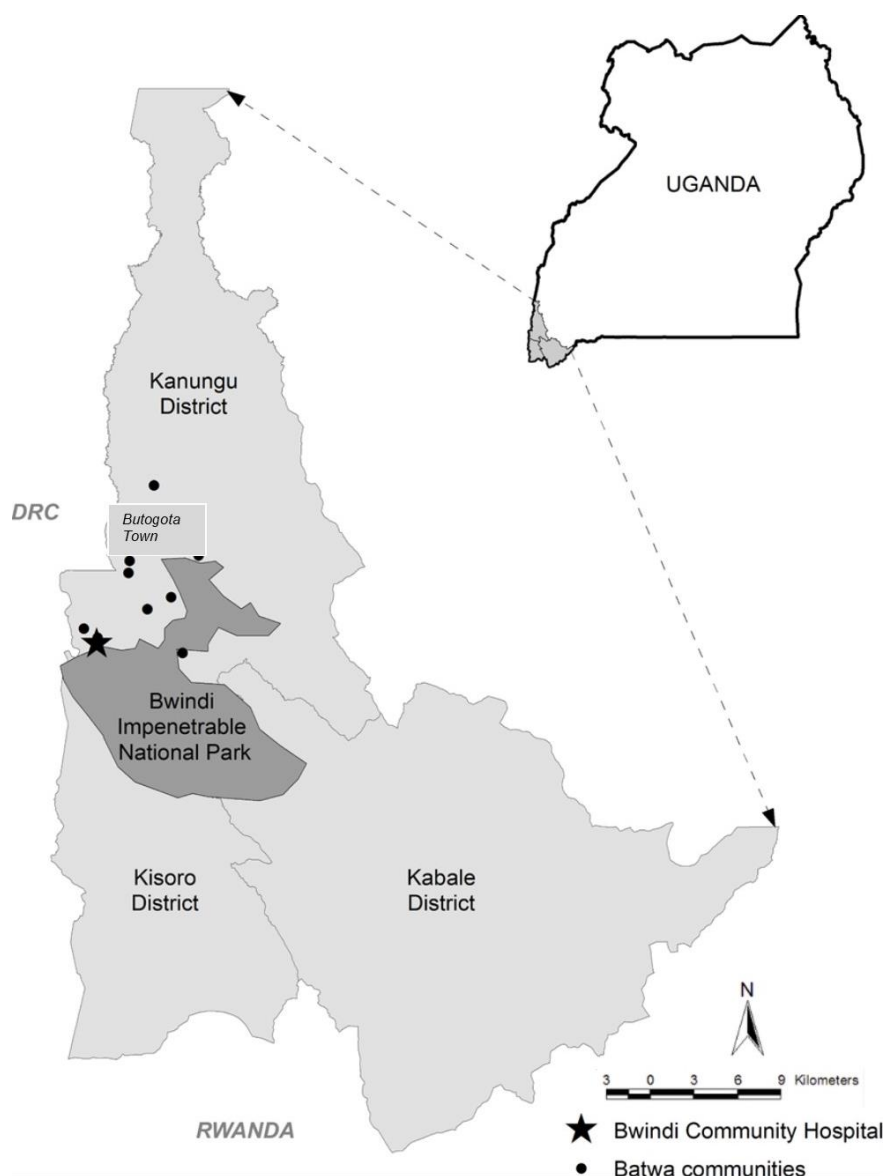 UGANDA
Kanungu
District
DRC
Butogota
Town
Bwindi
Impenetrable
National Park
Kisoro
District
Kabale
District
N
3 0 3 6 9 Kilometers
RWANDA
Bwindi Community Hospital
Batwa communities